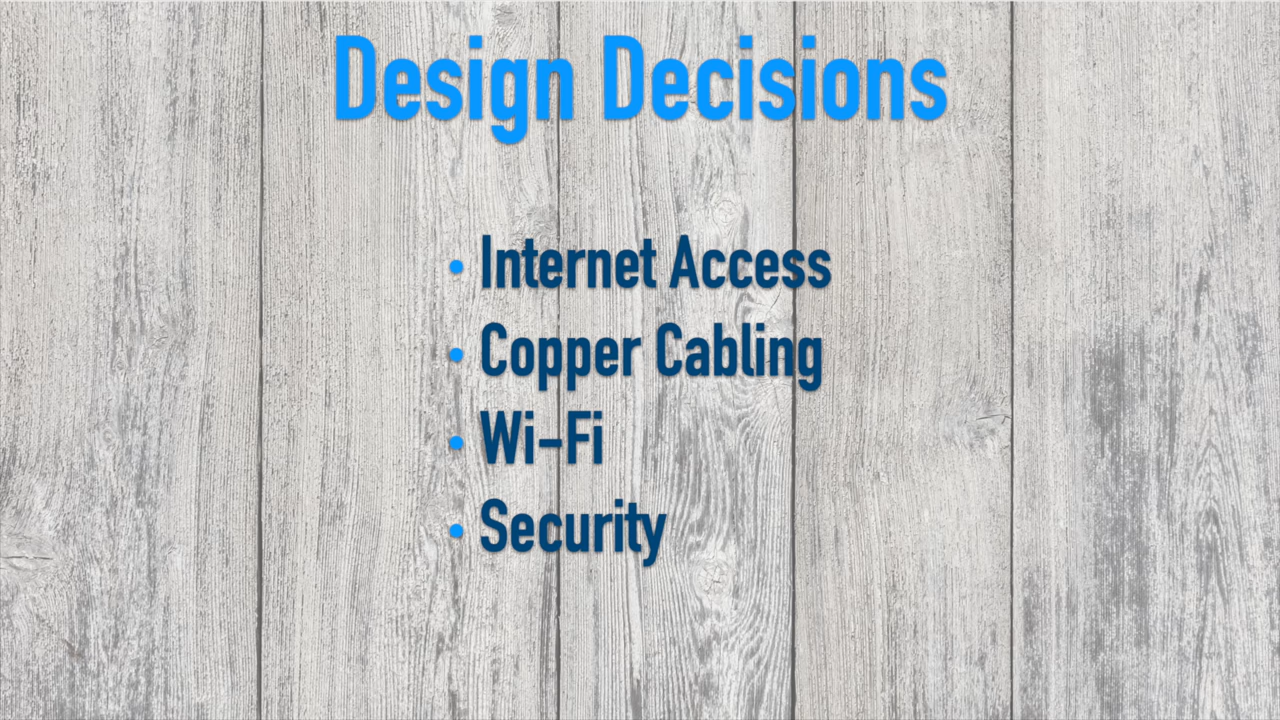 Design Decisions
• Internet Access
• Copper Cabling
• Wi-Fi
• Security